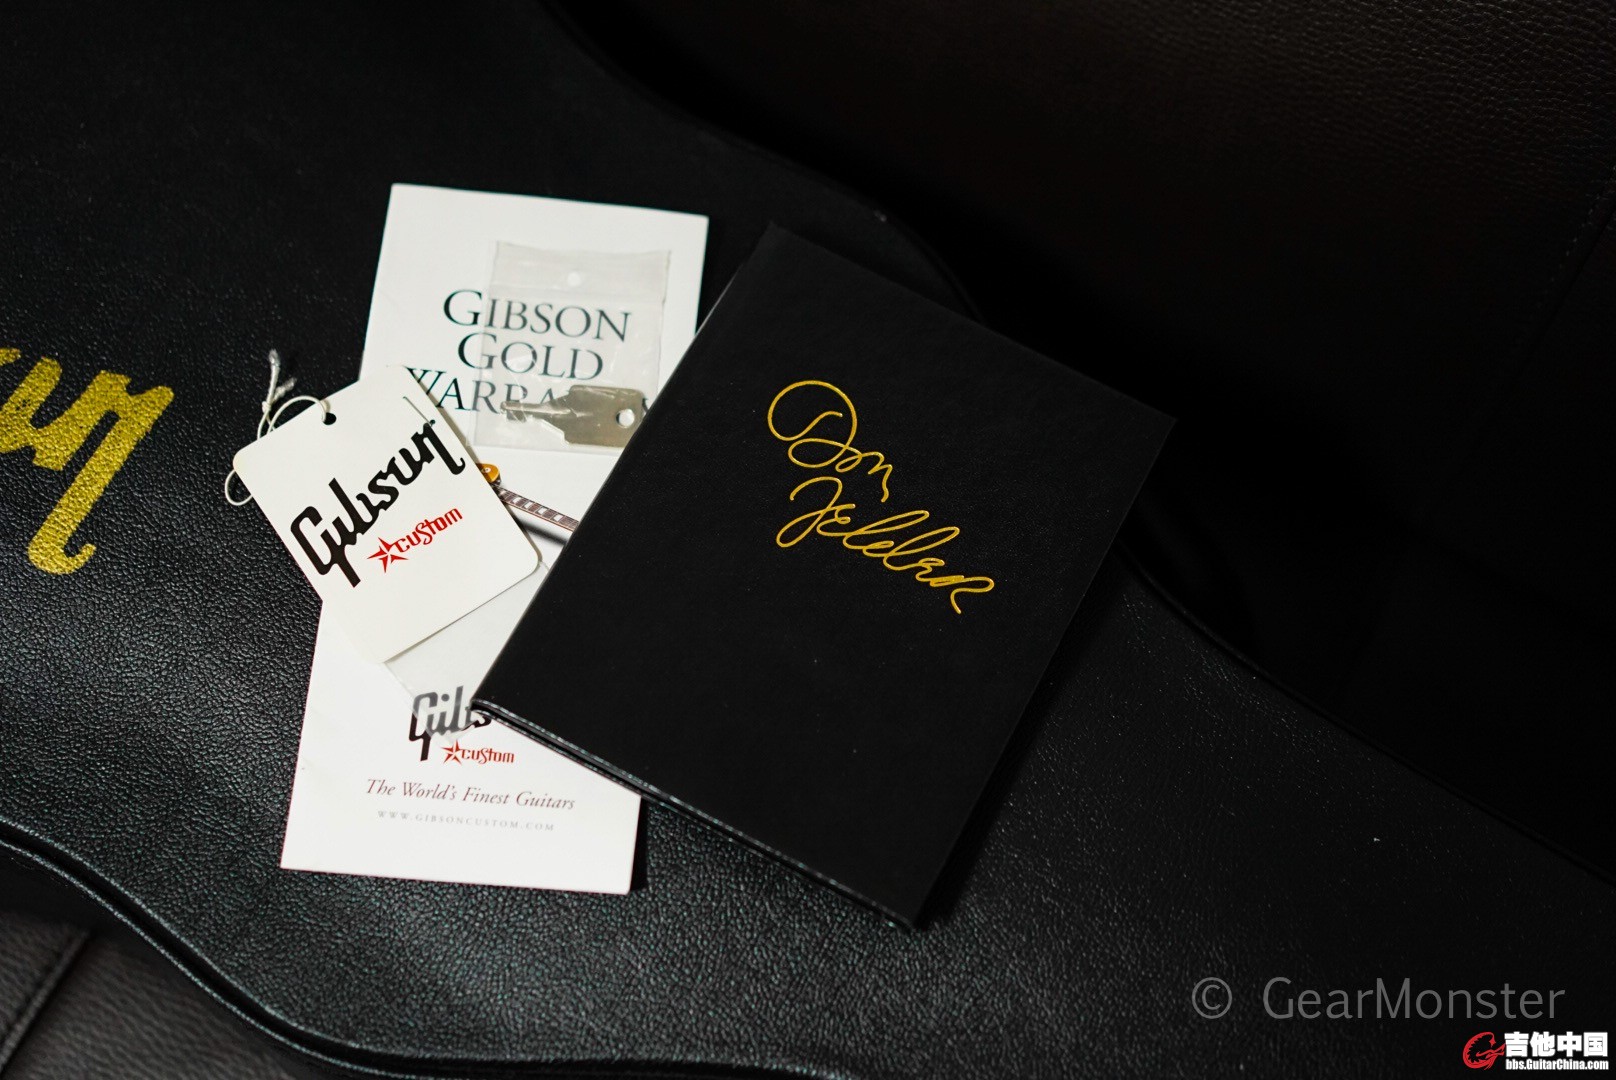 GIBSON
GOLD
Gibson
custom
Don
Felder
Gibs
custom
The World's Finest Guitars
WWW.GIBSONCUSTOM.COM
© GearMonster
吉他中国
bbs.GuitarChina.com